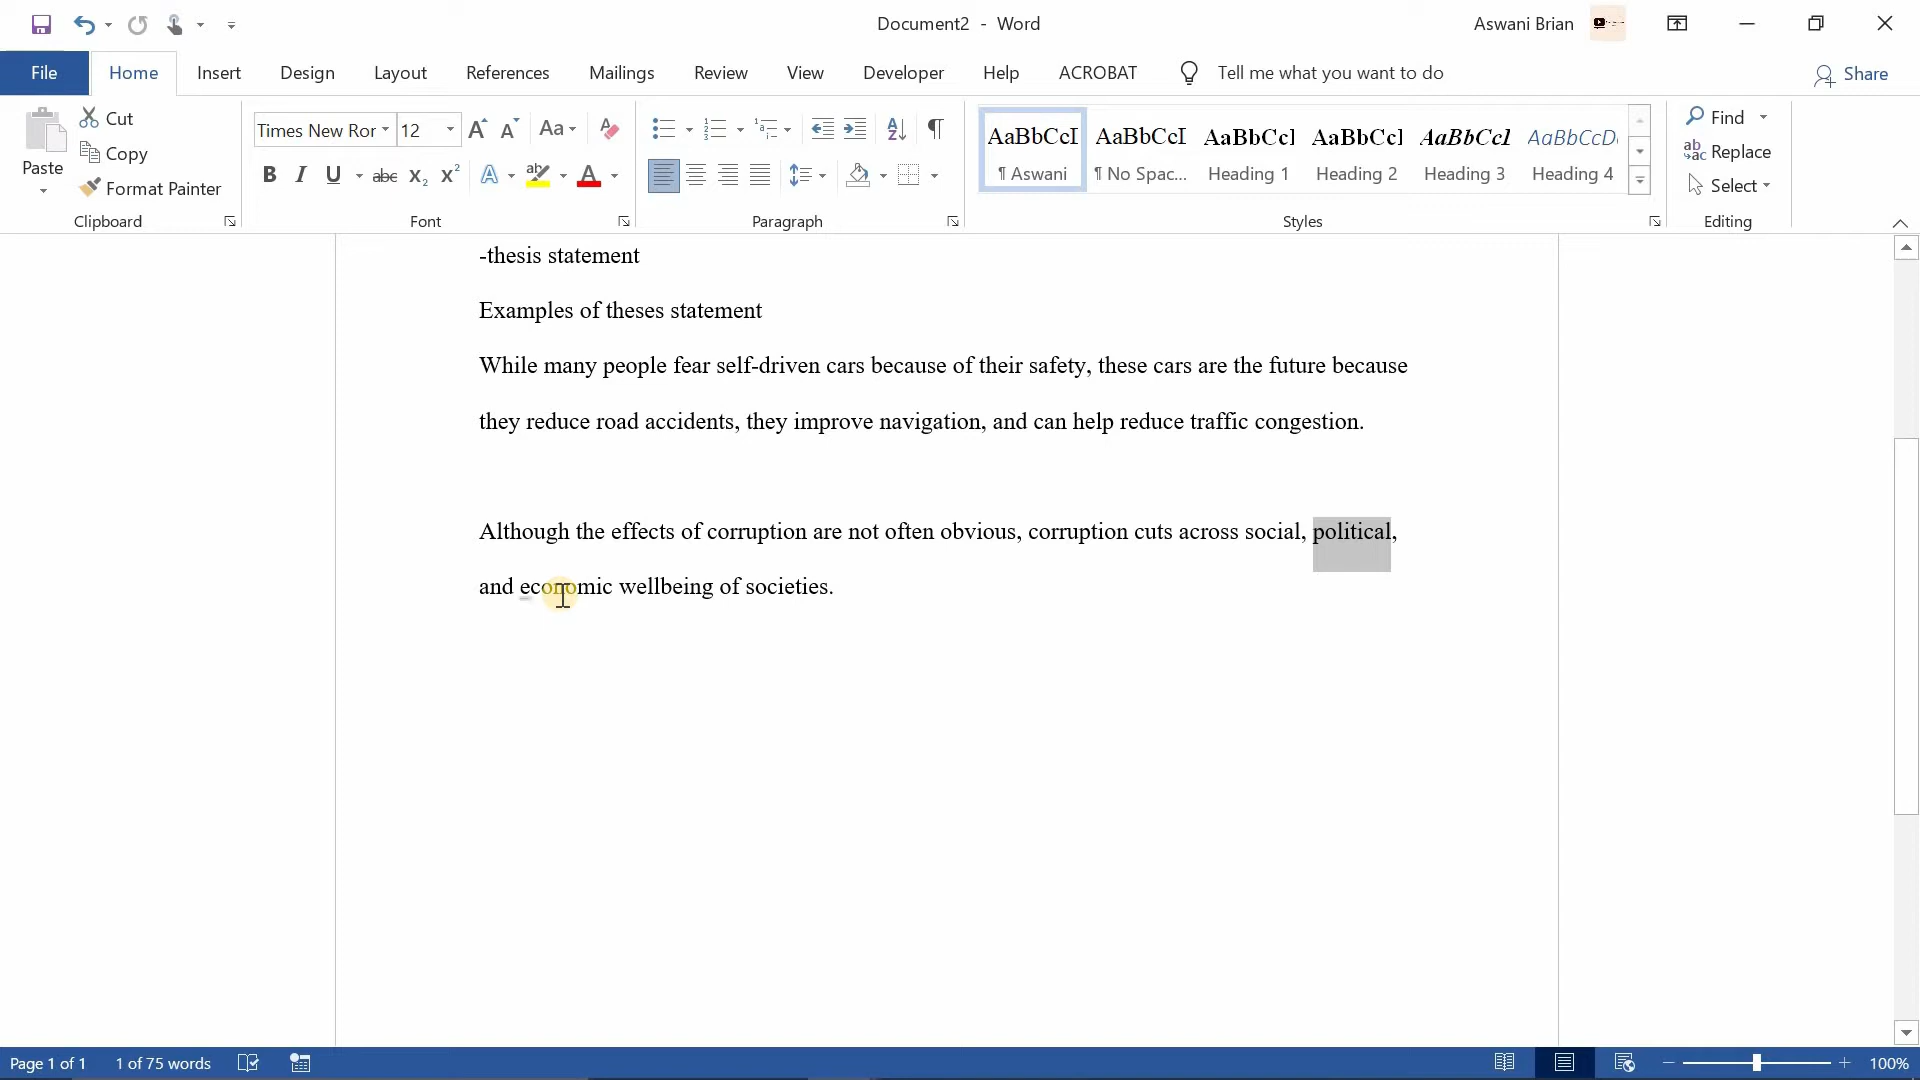 Document2 - Word
Aswani Brian
File Home Insert Design Layout References Mailings Review View Developer Help ACROBAT Tell me what you want to do Share
Paste
Cut
Copy
Format Painter
Clipboard
Times New Ror 12
Font
Paragraph
AaBbCcI AaBbCcI AaBbCcI AaBbCcI AaBbCcI AaBbCcD
¶ Aswani ¶ No Spac... Heading 1 Heading 2 Heading 3 Heading 4
Styles
Find
Replace
Select
Editing
-thesis statement
Examples of theses statement
While many people fear self-driven cars because of their safety, these cars are the future because
they reduce road accidents, they improve navigation, and can help reduce traffic congestion.
Although the effects of corruption are not often obvious, corruption cuts across social, political,
and economic wellbeing of societies.
Page 1 of 1 1 of 75 words 100%